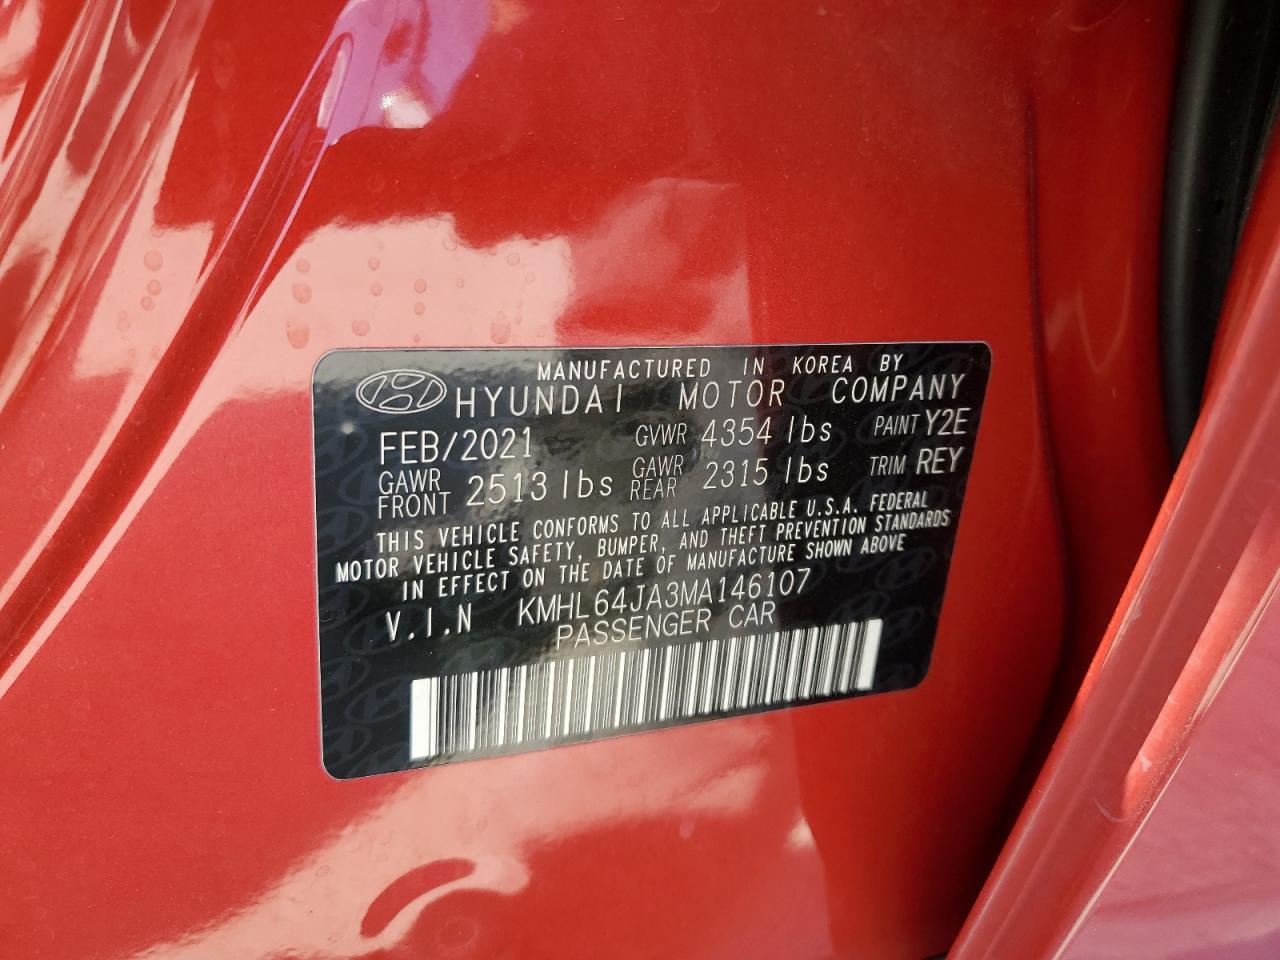 MANUFACTURED IN KOREA BY
HYUNDAI MOTOR COMPANY
FEB/2021 GVWR 4354 lbs PAINT Y2E
GAWR FRONT 2513 lbs GAWR REAR 2315 lbs TRIM REY
THIS VEHICLE CONFORMS TO ALL APPLICABLE U.S.A. FEDERAL
MOTOR VEHICLE SAFETY, BUMPER, AND THEFT PREVENTION STANDARDS
IN EFFECT ON THE DATE OF MANUFACTURE SHOWN ABOVE
V.I.N KMHL64JA3MA146107
PASSENGER CAR